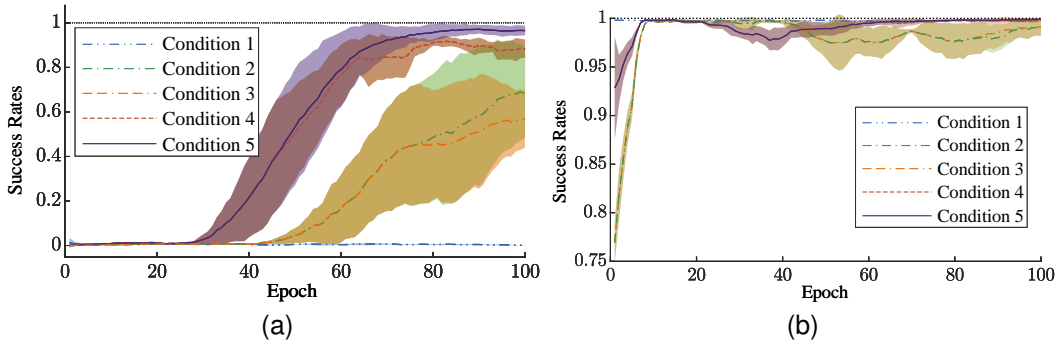 1
0.8
0.6
0.4
0.2
0
Success Rates
Condition 1
Condition 2
Condition 3
Condition 4
Condition 5
0 20 40 60 80 100
Epoch
(a)
1
0.95
0.9
0.85
0.8
0.75
Success Rates
Condition 1
Condition 2
Condition 3
Condition 4
Condition 5
0 20 40 60 80 100
Epoch
(b)